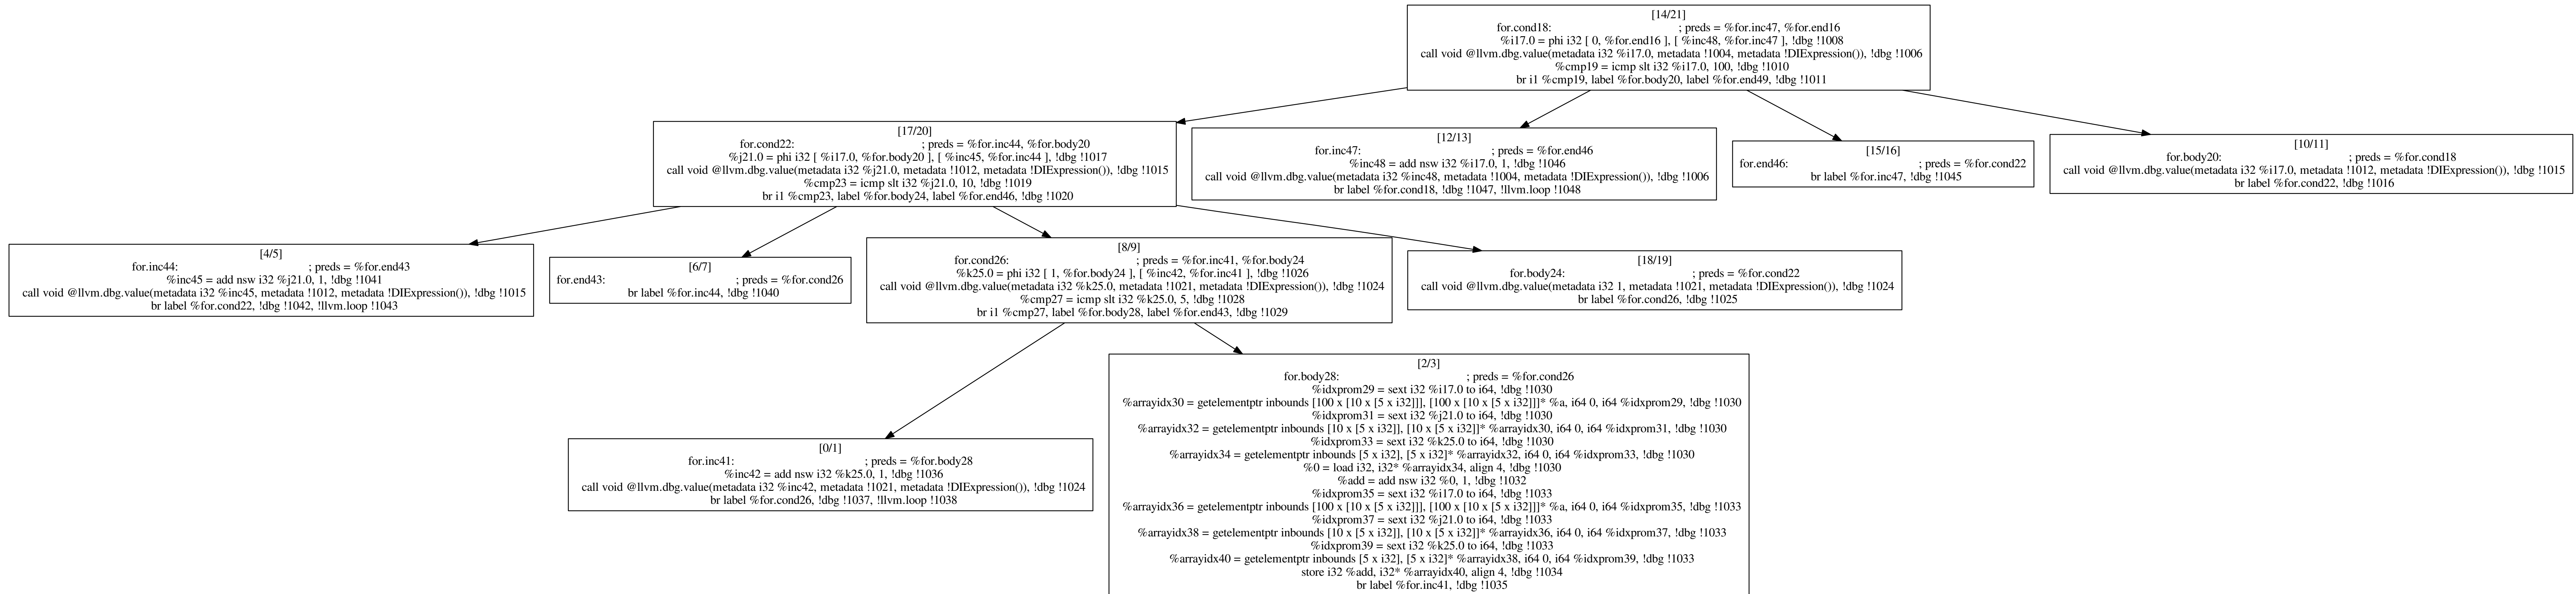 [14/21]
for.cond18: ; preds = %for.inc47, %for.end16
%i17.0 = phi i32 [ 0, %for.end16 ], [ %inc48, %for.inc47 ], !dbg !1008
call void @llvm.dbg.value(metadata i32 %i17.0, metadata !1004, metadata !DIExpression()), !dbg !1006
%cmp19 = icmp slt i32 %i17.0, 100, !dbg !1010
br i1 %cmp19, label %for.body20, label %for.end49, !dbg !1011
[17/20]
for.cond22: ; preds = %for.inc44, %for.body20
%j21.0 = phi i32 [ %i17.0, %for.body20 ], [ %inc45, %for.inc44 ], !dbg !1017
call void @llvm.dbg.value(metadata i32 %j21.0, metadata !1012, metadata !DIExpression()), !dbg !1015
%cmp23 = icmp slt i32 %j21.0, 10, !dbg !1019
br i1 %cmp23, label %for.body24, label %for.end46, !dbg !1020
[12/13]
for.inc47: ; preds = %for.end46
%inc48 = add nsw i32 %i17.0, 1, !dbg !1046
call void @llvm.dbg.value(metadata i32 %inc48, metadata !1004, metadata !DIExpression()), !dbg !1006
br label %for.cond18, !dbg !1047, !llvm.loop !1048
[15/16]
for.end46: ; preds = %for.cond22
br label %for.inc47, !dbg !1045
[10/11]
for.body20: ; preds = %for.cond18
call void @llvm.dbg.value(metadata i32 %i17.0, metadata !1012, metadata !DIExpression()), !dbg !1015
br label %for.cond22, !dbg !1016
[4/5]
for.inc44: ; preds = %for.end43
%inc45 = add nsw i32 %j21.0, 1, !dbg !1041
call void @llvm.dbg.value(metadata i32 %inc45, metadata !1012, metadata !DIExpression()), !dbg !1015
br label %for.cond22, !dbg !1042, !llvm.loop !1043
[6/7]
for.end43: ; preds = %for.cond26
br label %for.inc44, !dbg !1040
[8/9]
for.cond26: ; preds = %for.inc41, %for.body24
%k25.0 = phi i32 [ 1, %for.body24 ], [ %inc42, %for.inc41 ], !dbg !1026
call void @llvm.dbg.value(metadata i32 %k25.0, metadata !1021, metadata !DIExpression()), !dbg !1024
%cmp27 = icmp slt i32 %k25.0, 5, !dbg !1028
br i1 %cmp27, label %for.body28, label %for.end43, !dbg !1029
[18/19]
for.body24: ; preds = %for.cond22
call void @llvm.dbg.value(metadata i32 1, metadata !1021, metadata !DIExpression()), !dbg !1024
br label %for.cond26, !dbg !1025
[0/1]
for.inc41: ; preds = %for.body28
%inc42 = add nsw i32 %k25.0, 1, !dbg !1036
call void @llvm.dbg.value(metadata i32 %inc42, metadata !1021, metadata !DIExpression()), !dbg !1024
br label %for.cond26, !dbg !1037, !llvm.loop !1038
[2/3]
for.body28: ; preds = %for.cond26
%idxprom29 = sext i32 %i17.0 to i64, !dbg !1030
%arrayidx30 = getelementptr inbounds [100 x [10 x [5 x i32]]], [100 x [10 x [5 x i32]]]* %a, i64 0, i64 %idxprom29, !dbg !1030
%idxprom31 = sext i32 %j21.0 to i64, !dbg !1030
%arrayidx32 = getelementptr inbounds [10 x [5 x i32]], [10 x [5 x i32]]* %arrayidx30, i64 0, i64 %idxprom31, !dbg !1030
%idxprom33 = sext i32 %k25.0 to i64, !dbg !1030
%arrayidx34 = getelementptr inbounds [5 x i32], [5 x i32]* %arrayidx32, i64 0, i64 %idxprom33, !dbg !1030
%0 = load i32, i32* %arrayidx34, align 4, !dbg !1030
%add = add nsw i32 %0, 1, !dbg !1032
%idxprom35 = sext i32 %i17.0 to i64, !dbg !1033
%arrayidx36 = getelementptr inbounds [100 x [10 x [5 x i32]]], [100 x [10 x [5 x i32]]]* %a, i64 0, i64 %idxprom35, !dbg !1033
%idxprom37 = sext i32 %j21.0 to i64, !dbg !1033
%arrayidx38 = getelementptr inbounds [10 x [5 x i32]], [10 x [5 x i32]]* %arrayidx36, i64 0, i64 %idxprom37, !dbg !1033
%idxprom39 = sext i32 %k25.0 to i64, !dbg !1033
%arrayidx40 = getelementptr inbounds [5 x i32], [5 x i32]* %arrayidx38, i64 0, i64 %idxprom39, !dbg !1033
store i32 %add, i32* %arrayidx40, align 4, !dbg !1034
br label %for.inc41, !dbg !1035